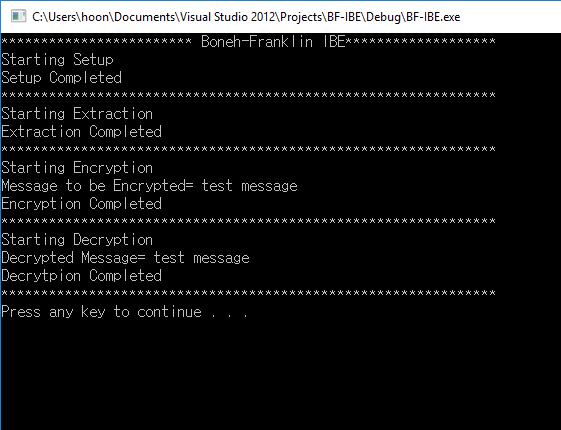 C:\Users\hoon\Documents\Visual Studio 2012\Projects\BF-IBE\Debug\BF-IBE.exe
************************ Boneh-Franklin IBE*******************
Starting Setup
Setup Completed
**************************************************************
Starting Extraction
Extraction Completed
**************************************************************
Starting Encryption
Message to be Encrypted= test message
Encryption Completed
**************************************************************
Starting Decryption
Decrypted Message= test message
Decrytpion Completed
**************************************************************
Press any key to continue . . .